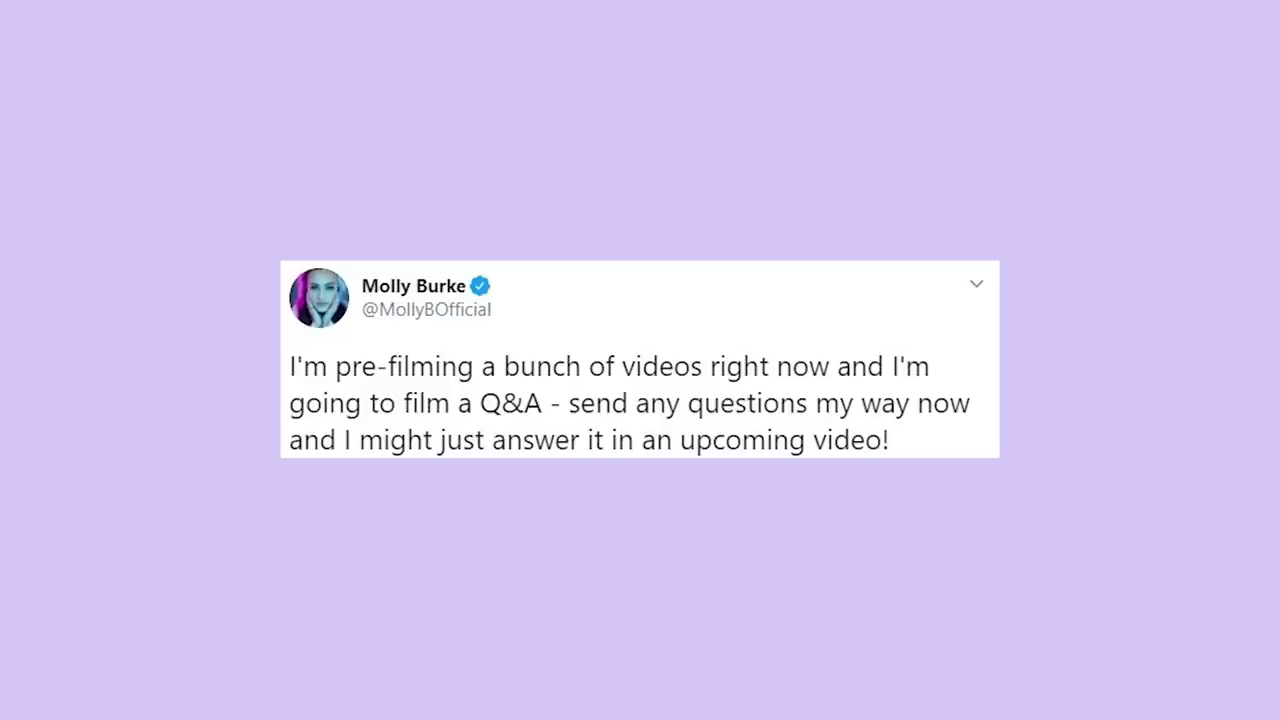 Molly Burke
@MollyBOfficial
I'm pre-filming a bunch of videos right now and I'm
going to film a Q&A - send any questions my way now
and I might just answer it in an upcoming video!